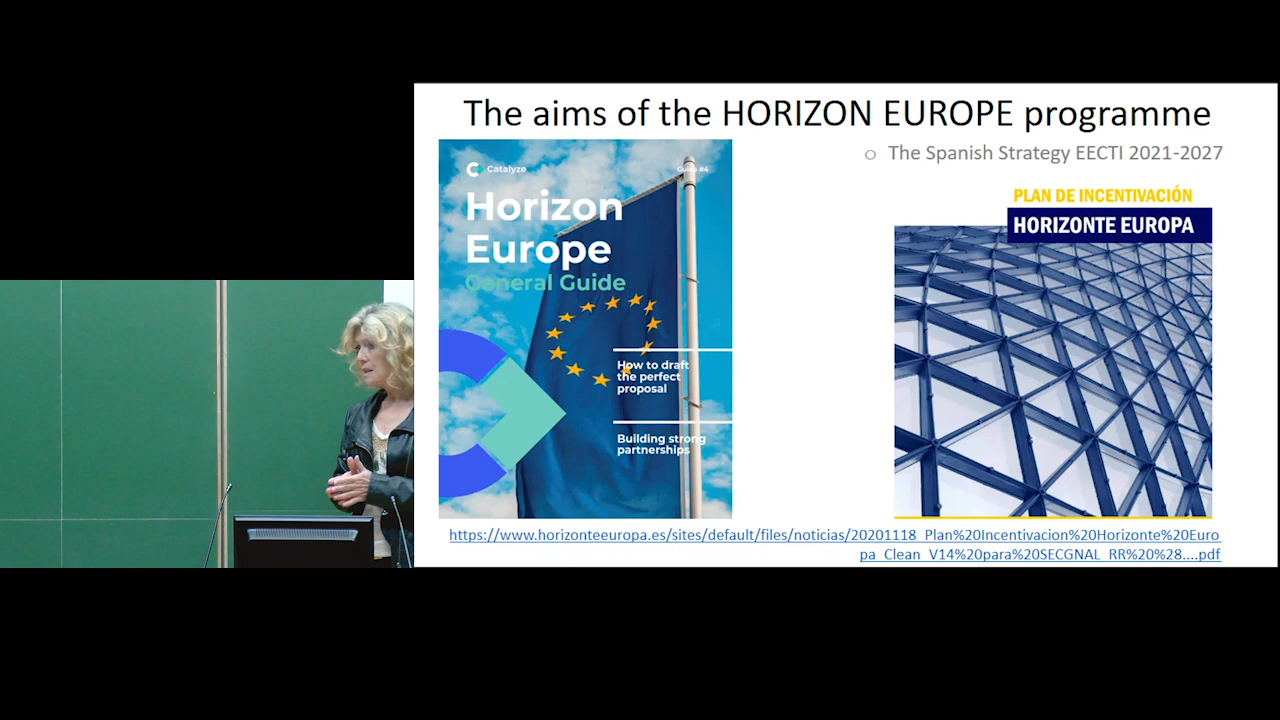 The aims of the HORIZON EUROPE programme
○ The Spanish Strategy EECTI 2021-2027
Catalyze
Guide #4
Horizon
Europe
General Guide
How to draft
the perfect
proposal
Building strong
partnerships
PLAN DE INCENTIVACIÓN
HORIZONTE EUROPA
https://www.horizonteeuropa.es/sites/default/files/noticias/20201118_Plan%20Incentivacion%20Horizonte%20Euro
pa_Clean_V14%20para%20SECGNAL_RR%20%28....pdf